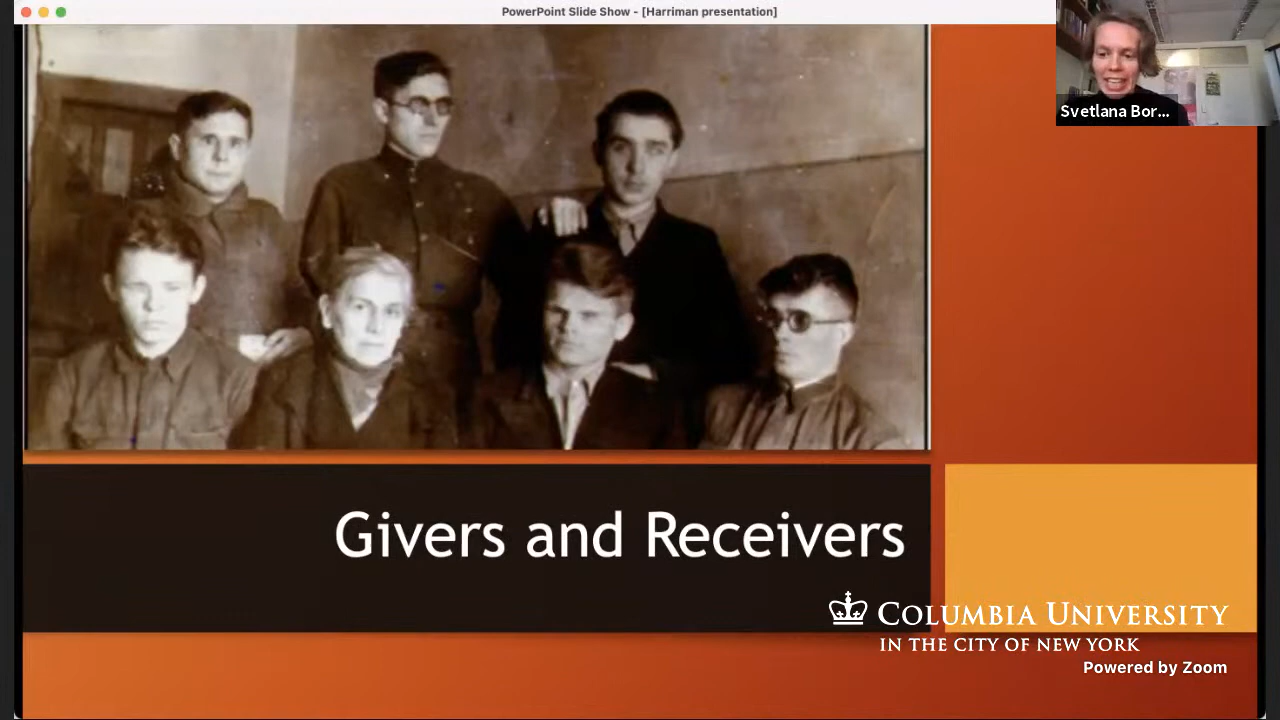 PowerPoint Slide Show - [Harriman presentation]
Svetlana Bor...
Givers and Receivers
COLUMBIA UNIVERSITY
IN THE CITY OF NEW YORK
Powered by Zoom